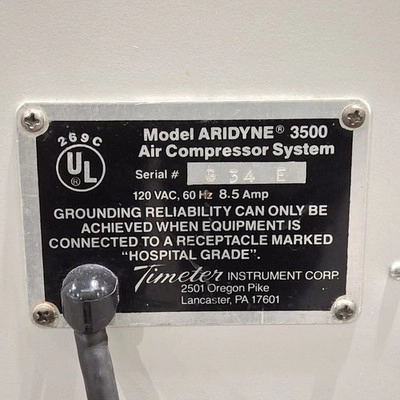 269C
UL
®
Model ARIDYNE® 3500
Air Compressor System
Serial # G 34 E
120 VAC, 60 Hz 8.5 Amp
GROUNDING RELIABILITY CAN ONLY BE
ACHIEVED WHEN EQUIPMENT IS
CONNECTED TO A RECEPTACLE MARKED
"HOSPITAL GRADE".
Timeter INSTRUMENT CORP.
2501 Oregon Pike
Lancaster, PA 17601